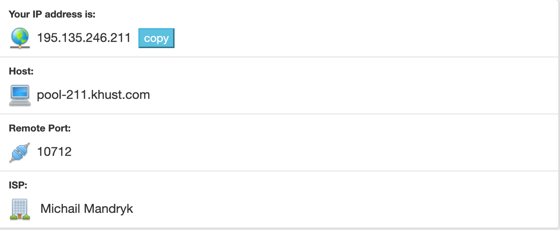 Your IP address is:
195.135.246.211 copy
Host:
pool-211.khust.com
Remote Port:
10712
ISP:
Michail Mandryk